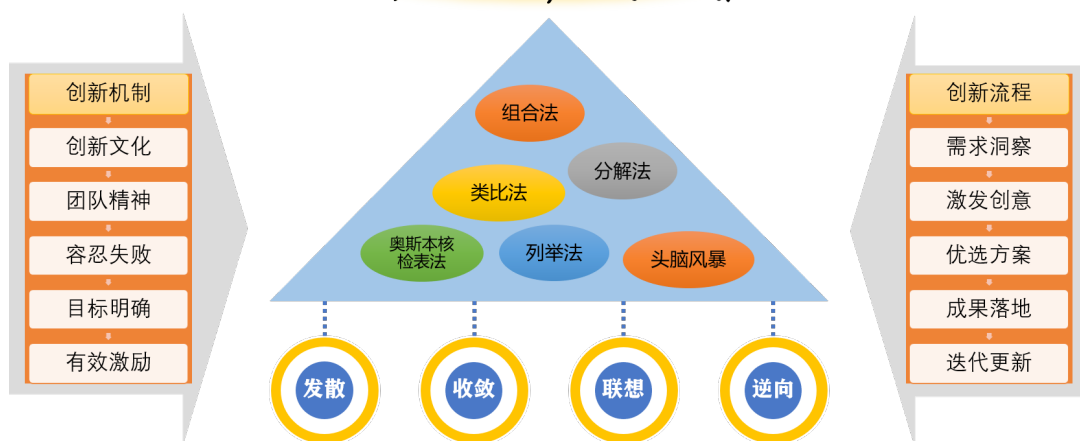 创新机制
创新文化
团队精神
容忍失败
目标明确
有效激励
组合法
分解法
类比法
奥斯本核
检表法
列举法
头脑风暴
发散
收敛
联想
逆向
创新流程
需求洞察
激发创意
优选方案
成果落地
迭代更新